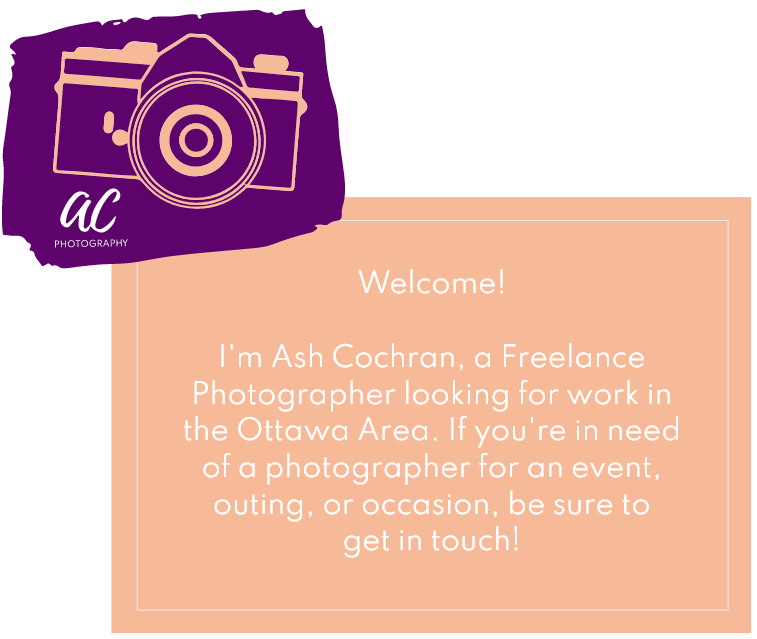 aC
PHOTOGRAPHY
Welcome!
I'm Ash Cochran, a Freelance
Photographer looking for work in
the Ottawa Area. If you're in need
of a photographer for an event,
outing, or occasion, be sure to
get in touch!